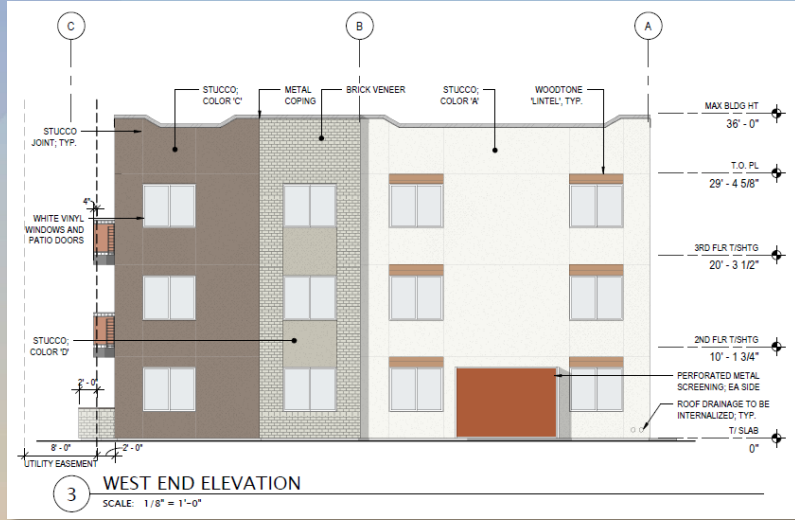 C
B
A
STUCCO;
COLOR 'C'
METAL
COPING
BRICK VENEER
STUCCO;
COLOR 'A'
WOODTONE
'LINTEL', TYP.
MAX BLDG HT
36' - 0"
STUCCO
JOINT; TYP.
T.O. PL
29' - 4 5/8"
4"
WHITE VINYL
WINDOWS AND
PATIO DOORS
3RD FLR T/SHTG
20' - 3 1/2"
STUCCO;
COLOR 'D'
2ND FLR T/SHTG
10' - 1 3/4"
PERFORATED METAL
SCREENING; EA SIDE
2' - 0"
ROOF DRAINAGE TO BE
INTERNALIZED; TYP.
T/ SLAB
0"
8' - 0"
2' - 0"
UTILITY EASEMENT
3
WEST END ELEVATION
SCALE: 1/8" = 1'-0"